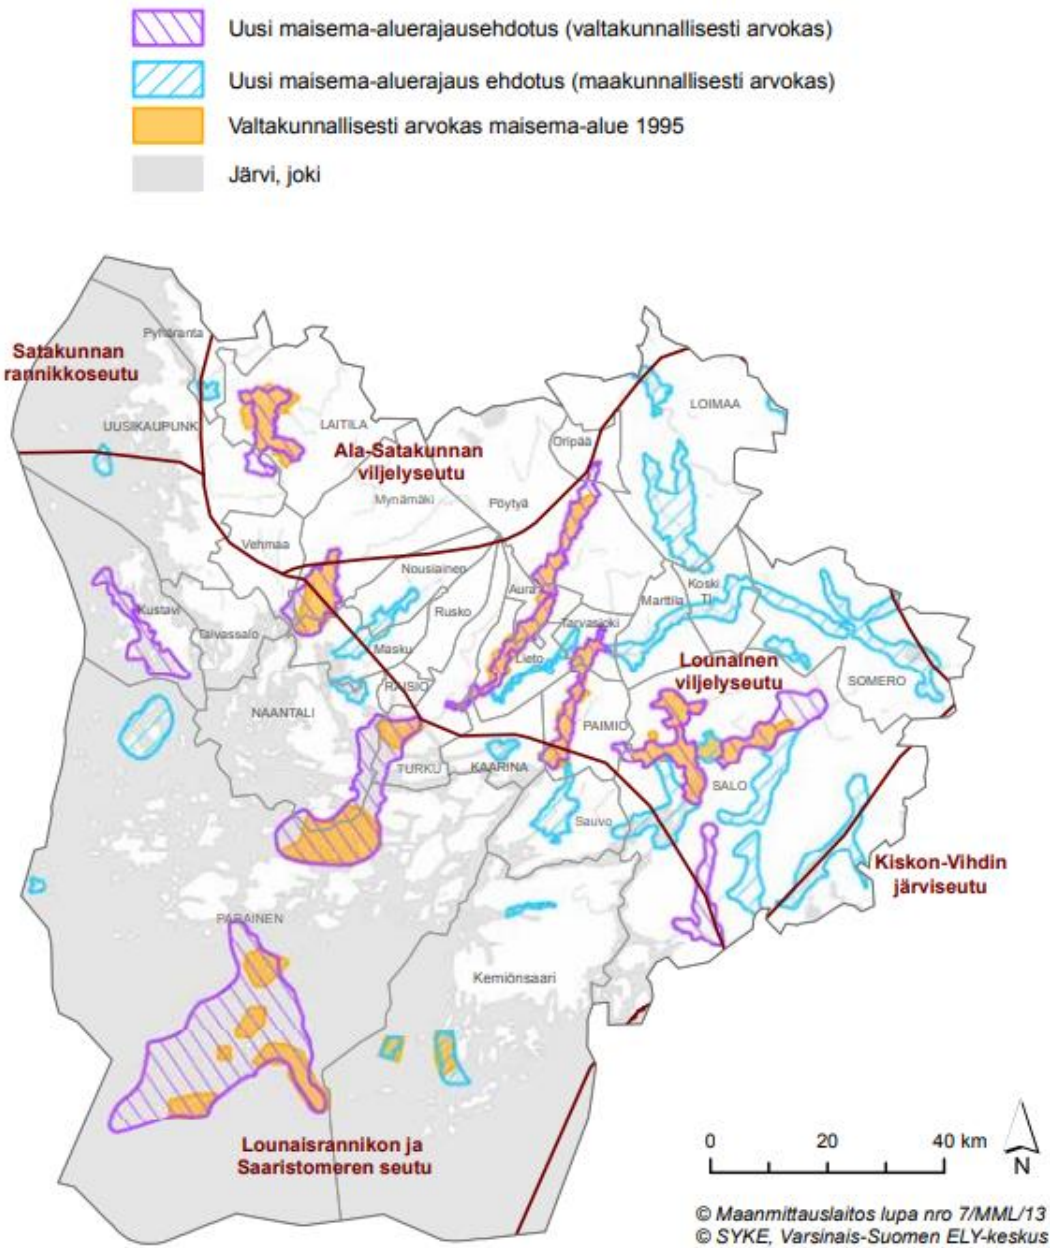 Uusi maisema-aluerajausehdotus (valtakunnallisesti arvokas)
Uusi maisema-aluerajaus ehdotus (maakunnallisesti arvokas)
Valtakunnallisesti arvokas maisema-alue 1995
Järvi, joki
Pyhäranta
Satakunnan
rannikkoseutu
UUSIKAUPUNK
LAITILA
LOIMAA
Oripää
Ala-Satakunnan
viljelyseutu
Mynämäki
Pöytyä
Vehmaa
Nousiainen
Aura
Koski
Tl
Marttila
Kustavi
Taivassalo
Rusko
Tarvasjoki
Masku
Lieto
Lounainen
viljelyseutu
RAISIO
SOMERO
NAANTALI
PAIMIO
TURKU
KAARINA
SALO
Sauvo
Kiskon-Vihdin
järviseutu
PARAINEN
Kemiönsaari
Lounaisrannikon ja
Saaristomeren seutu
0 20 40 km
N
© Maanmittauslaitos lupa nro 7/MML/13
© SYKE, Varsinais-Suomen ELY-keskus